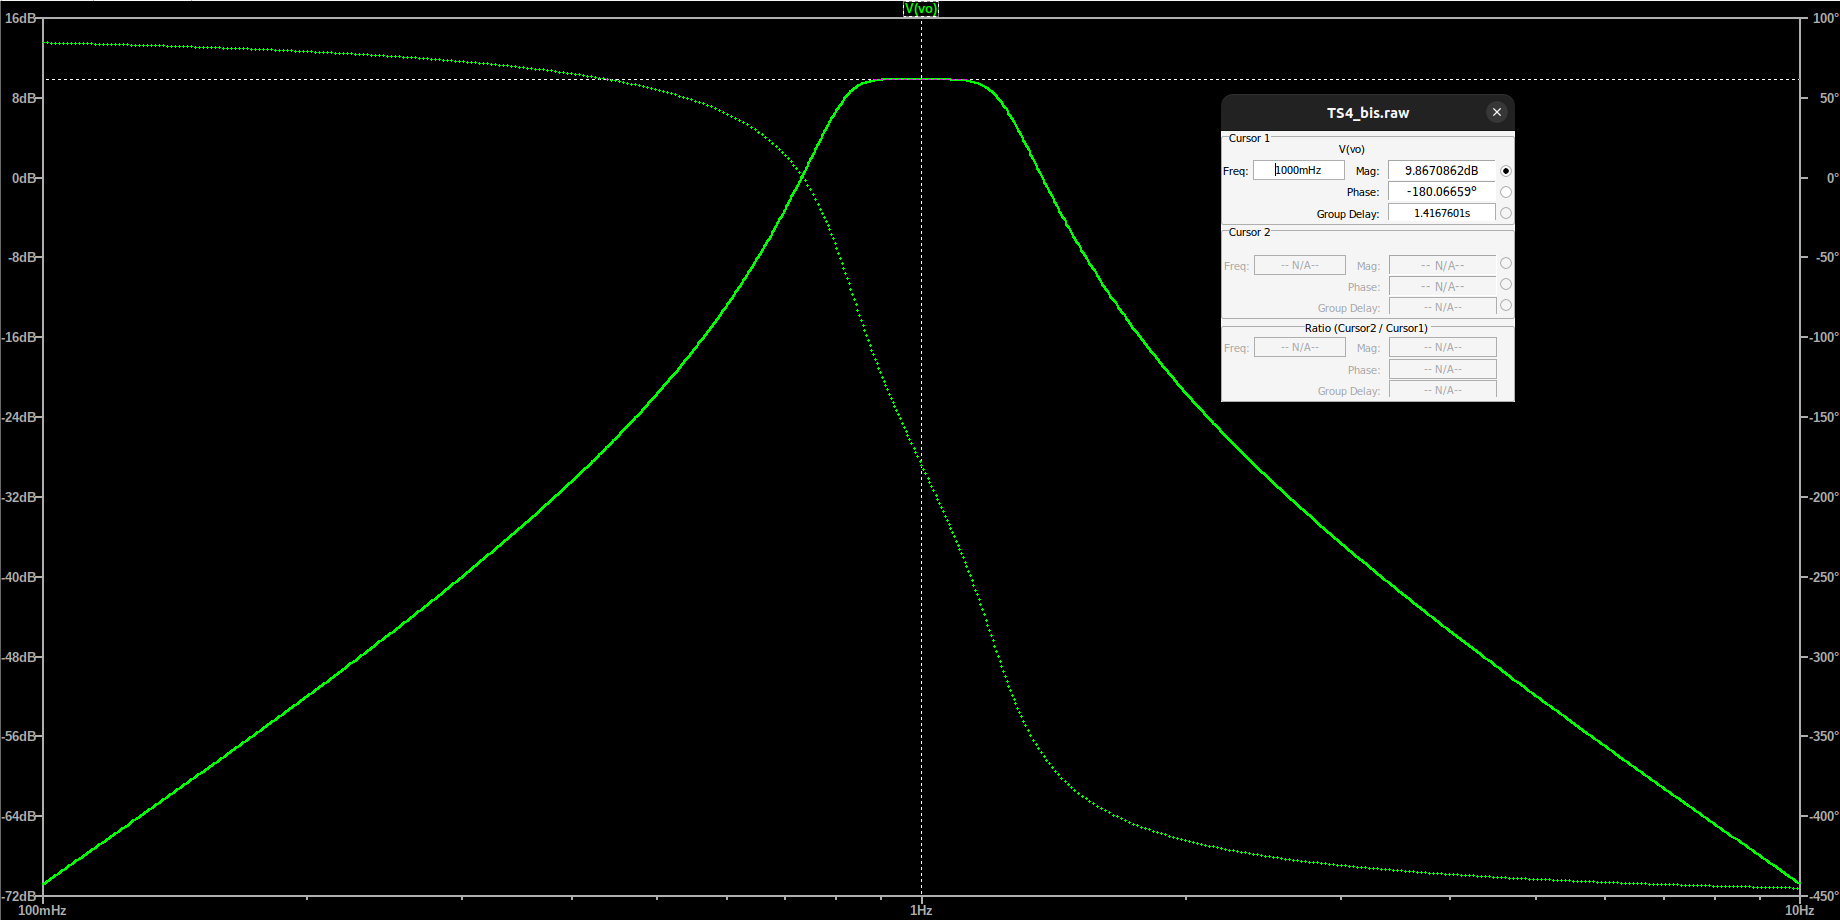 V(vo)
16dB
8dB
0dB
-8dB
-16dB
-24dB
-32dB
-40dB
-48dB
-56dB
-64dB
-72dB
100°
50°
0°
-50°
-100°
-150°
-200°
-250°
-300°
-350°
-400°
-450°
100mHz
1Hz
10Hz
TS4_bis.raw
Cursor 1
V(vo)
Freq: 1000mHz Mag: 9.8670862dB
Phase: -180.06659°
Group Delay: 1.4167601s
Cursor 2
Freq: -- N/A-- Mag: -- N/A--
Phase: -- N/A--
Group Delay: -- N/A--
Ratio (Cursor2 / Cursor1)
Freq: -- N/A-- Mag: -- N/A--
Phase: -- N/A--
Group Delay: -- N/A--